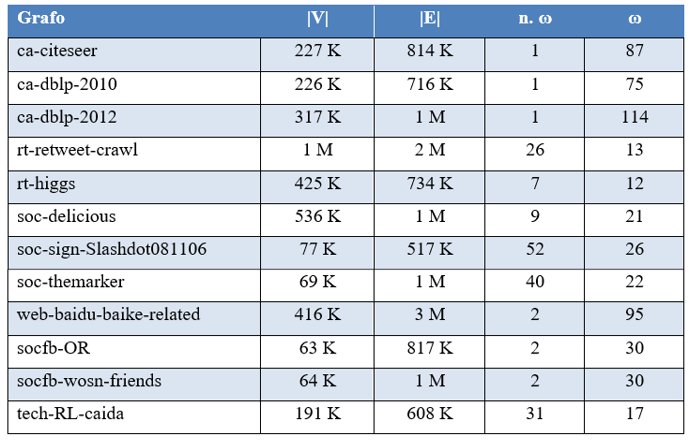 Grafo |V| |E| n. ω ω
ca-citeseer 227 K 814 K 1 87
ca-dblp-2010 226 K 716 K 1 75
ca-dblp-2012 317 K 1 M 1 114
rt-retweet-crawl 1 M 2 M 26 13
rt-higgs 425 K 734 K 7 12
soc-delicious 536 K 1 M 9 21
soc-sign-Slashdot081106 77 K 517 K 52 26
soc-themarker 69 K 1 M 40 22
web-baidu-baike-related 416 K 3 M 2 95
socfb-OR 63 K 817 K 2 30
socfb-wosn-friends 64 K 1 M 2 30
tech-RL-caida 191 K 608 K 31 17